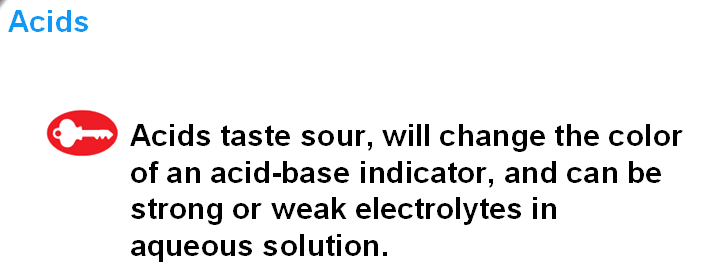 Acids
Acids taste sour, will change the color
of an acid-base indicator, and can be
strong or weak electrolytes in
aqueous solution.